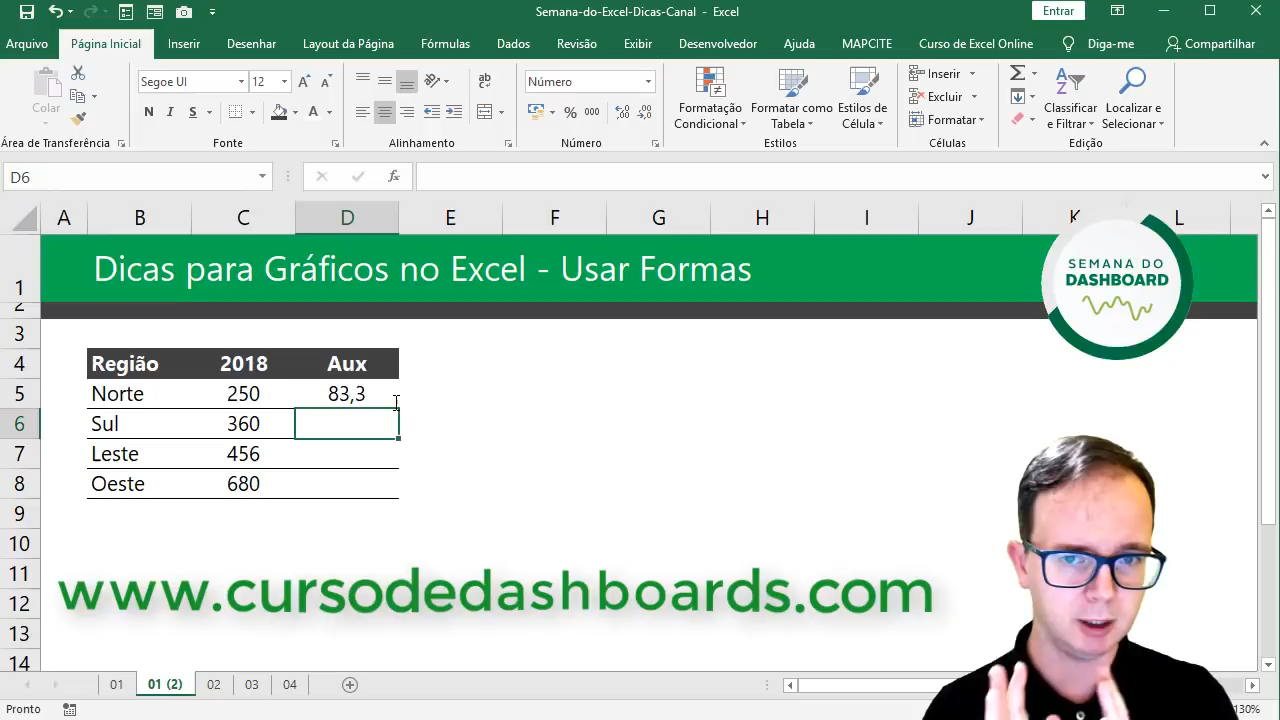 Semana-do-Excel-Dicas-Canal - Excel
Entrar
Arquivo
Página Inicial
Inserir
Desenhar
Layout da Página
Fórmulas
Dados
Revisão
Exibir
Desenvolvedor
Ajuda
MAPCITE
Curso de Excel Online
Diga-me
Compartilhar
Colar
Área de Transferência
Segoe UI
12
N I S
Fonte
ab
Alinhamento
Número
% 000
Número
Formatação
Condicional
Formatar como
Tabela
Estilos de
Célula
Estilos
Inserir
Excluir
Formatar
Células
Classificar
e Filtrar
Localizar e
Selecionar
Edição
D6
fx
A B C D E F G H I J K L
1 Dicas para Gráficos no Excel - Usar Formas
SEMANA DO
DASHBOARD
2
3
4 Região 2018 Aux
5 Norte 250 83,3
6 Sul 360
7 Leste 456
8 Oeste 680
9
10
11
12
13
14
www.cursodedashboards.com
01
01 (2)
02
03
04
Pronto
130%